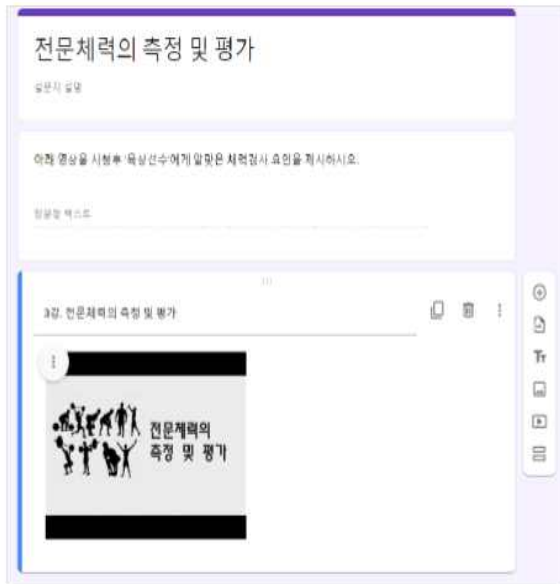 전문체력의 측정 및 평가
설문지 설명
아래 영상을 시청후 '육상선수'에게 알맞은 체력검사 요인을 제시하시오.
장문형 텍스트
3강. 전문체력의 측정 및 평가
Tт
전문체력의
측정 및 평가